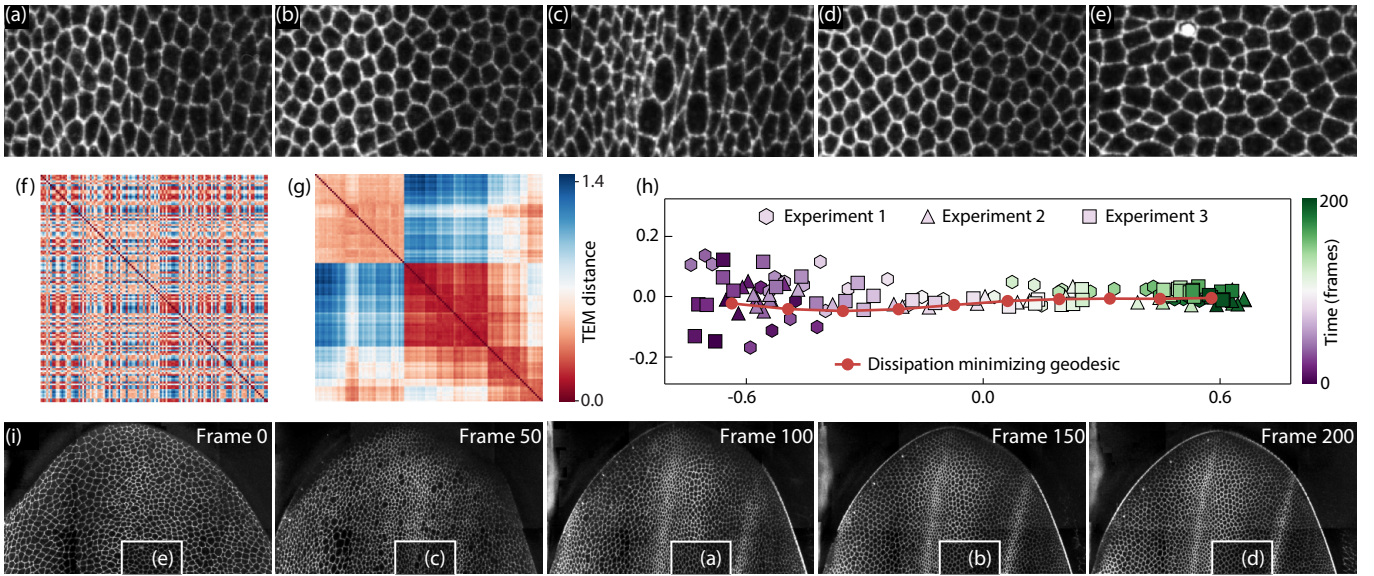 (a)
(b)
(c)
(d)
(e)
(f)
(g)
1.4
TEM distance
0.0
(h)
0.2
0.0
-0.2
Experiment 1
Experiment 2
Experiment 3
Dissipation minimizing geodesic
-0.6
0.0
0.6
200
Time (frames)
0
(i)
Frame 0
Frame 50
Frame 100
Frame 150
Frame 200
(e)
(c)
(a)
(b)
(d)